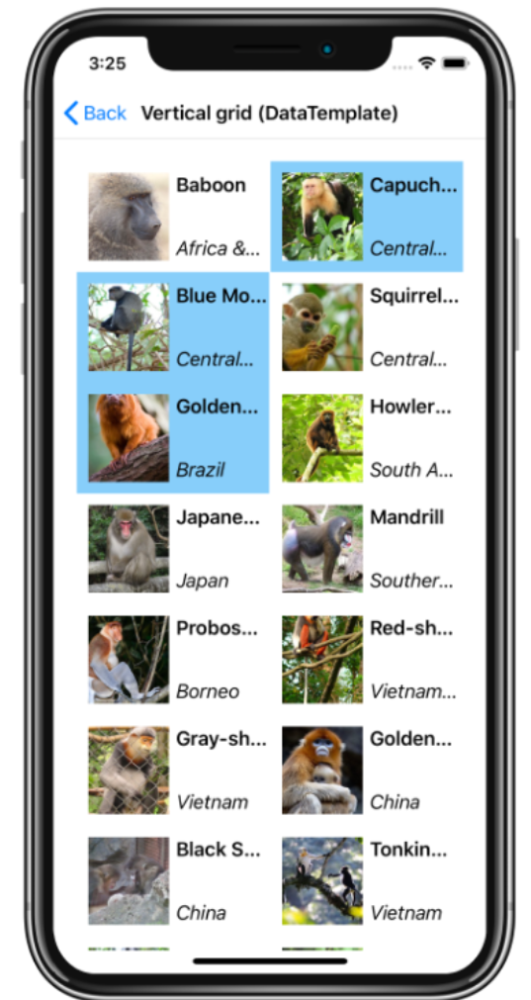 3:25
Back Vertical grid (DataTemplate)
Baboon
Africa &...
Capuch...
Central...
Blue Mo...
Central...
Squirrel...
Central...
Golden...
Brazil
Howler...
South A...
Japane...
Japan
Mandrill
Souther...
Probos...
Borneo
Red-sh...
Vietnam...
Gray-sh...
Vietnam
Golden...
China
Black S...
China
Tonkin...
Vietnam